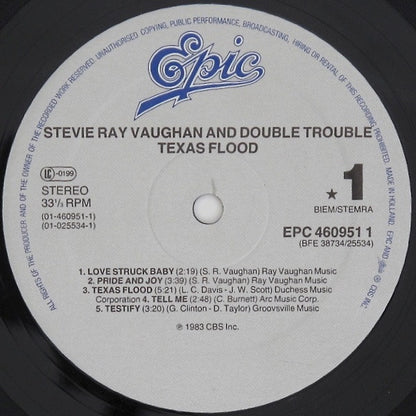 ALL RIGHTS OF THE PRODUCER AND OF THE OWNER OF THE RECORDED WORK RESERVED. UNAUTHORISED COPYING, PUBLIC PERFORMANCE, BROADCASTING, HIRING OR RENTAL OF THIS RECORD PROHIBITED. MADE IN HOLLAND. EPIC AND CBS INC.
Epic
STEVIE RAY VAUGHAN AND DOUBLE TROUBLE
TEXAS FLOOD
LC -0199
STEREO
33⅓ RPM
(01-460951-1)
(01-025534-1)
★ 1
BIEM/STEMRA
EPC 460951 1
(BFE 38734/25534)
1. LOVE STRUCK BABY (2:19) (S. R. Vaughan) Ray Vaughan Music
2. PRIDE AND JOY (3:39) (S. R. Vaughan) Ray Vaughan Music
3. TEXAS FLOOD (5:21) (L. C. Davis - J. W. Scott) Duchess Music
Corporation 4. TELL ME (2:48) (C. Burnett) Arc Music Corp.
5. TESTIFY (3:20) (G. Clinton - D. Taylor) Groovsville Music
℗ 1983 CBS Inc.